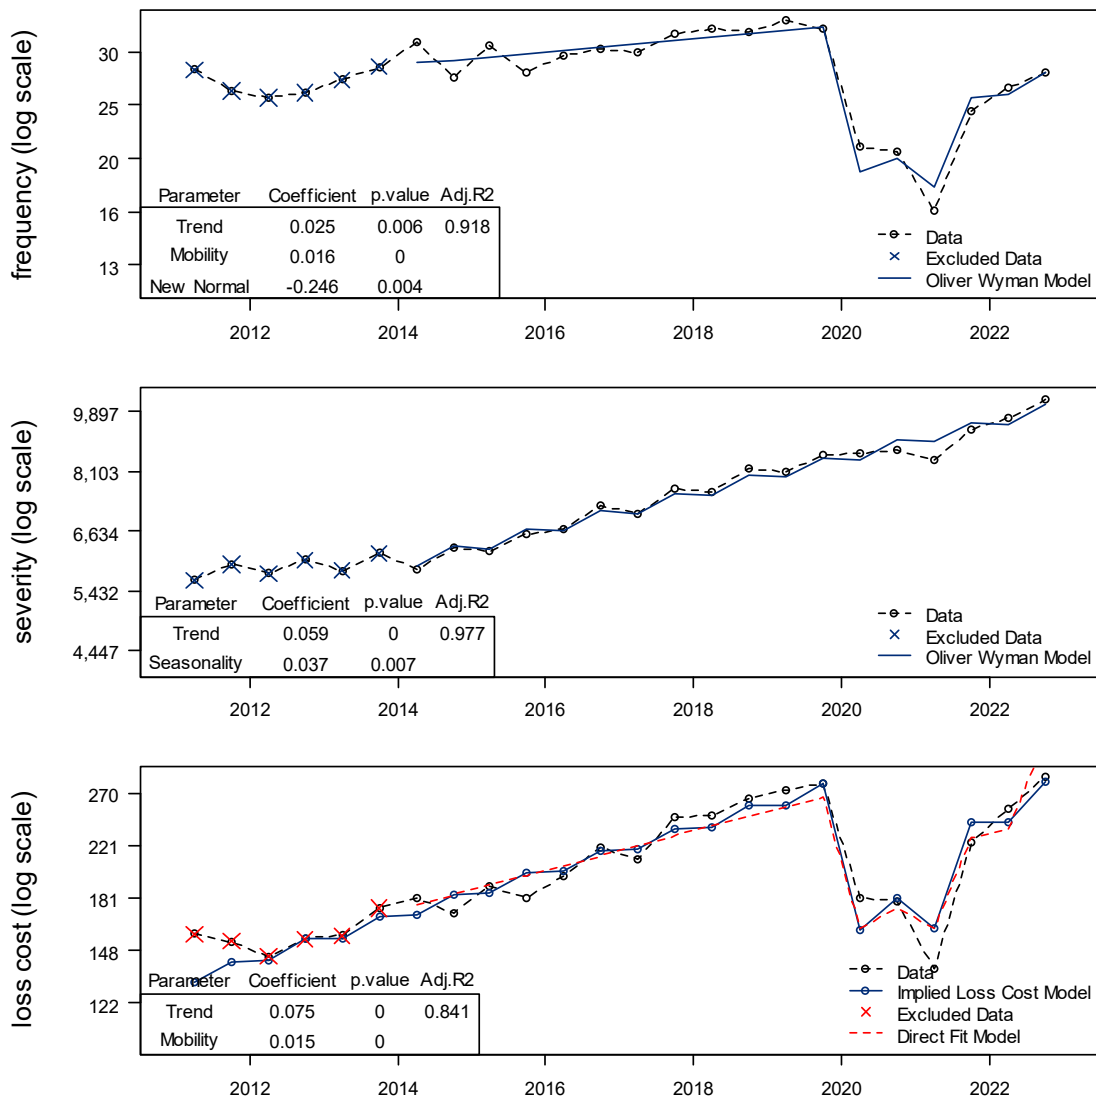 frequency (log scale)
30
25
20
16
13
Parameter Coefficient p.value Adj.R2
Trend 0.025 0.006 0.918
Mobility 0.016 0
New Normal -0.246 0.004
Data
Excluded Data
Oliver Wyman Model
2012 2014 2016 2018 2020 2022
severity (log scale)
9,897
8,103
6,634
5,432
4,447
Parameter Coefficient p.value Adj.R2
Trend 0.059 0 0.977
Seasonality 0.037 0.007
Data
Excluded Data
Oliver Wyman Model
2012 2014 2016 2018 2020 2022
loss cost (log scale)
270
221
181
148
122
Parameter Coefficient p.value Adj.R2
Trend 0.075 0 0.841
Mobility 0.015 0
Data
Implied Loss Cost Model
Excluded Data
Direct Fit Model
2012 2014 2016 2018 2020 2022